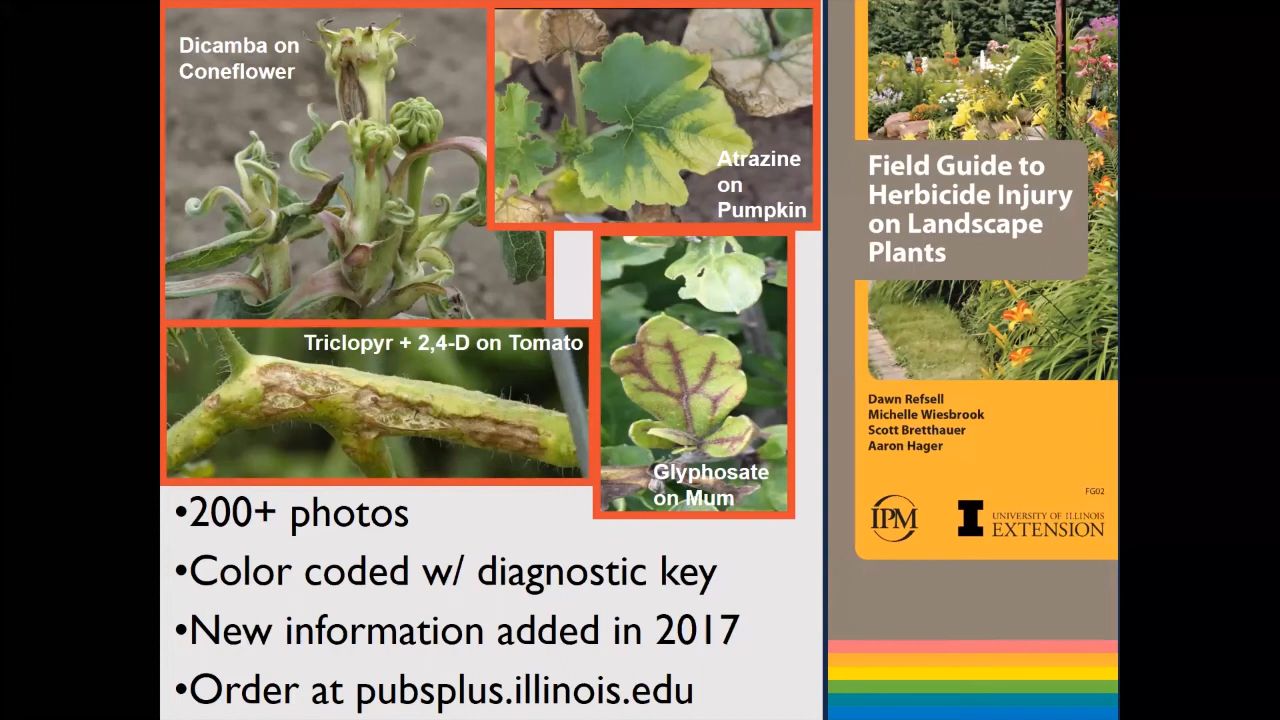 Dicamba on
Coneflower
Atrazine
on
Pumpkin
Triclopyr + 2,4-D on Tomato
Glyphosate
on Mum
•200+ photos
•Color coded w/ diagnostic key
•New information added in 2017
•Order at pubsplus.illinois.edu
Field Guide to
Herbicide Injury
on Landscape
Plants
Dawn Refsell
Michelle Wiesbrook
Scott Bretthauer
Aaron Hager
FG02
IPM
I
UNIVERSITY OF ILLINOIS
EXTENSION